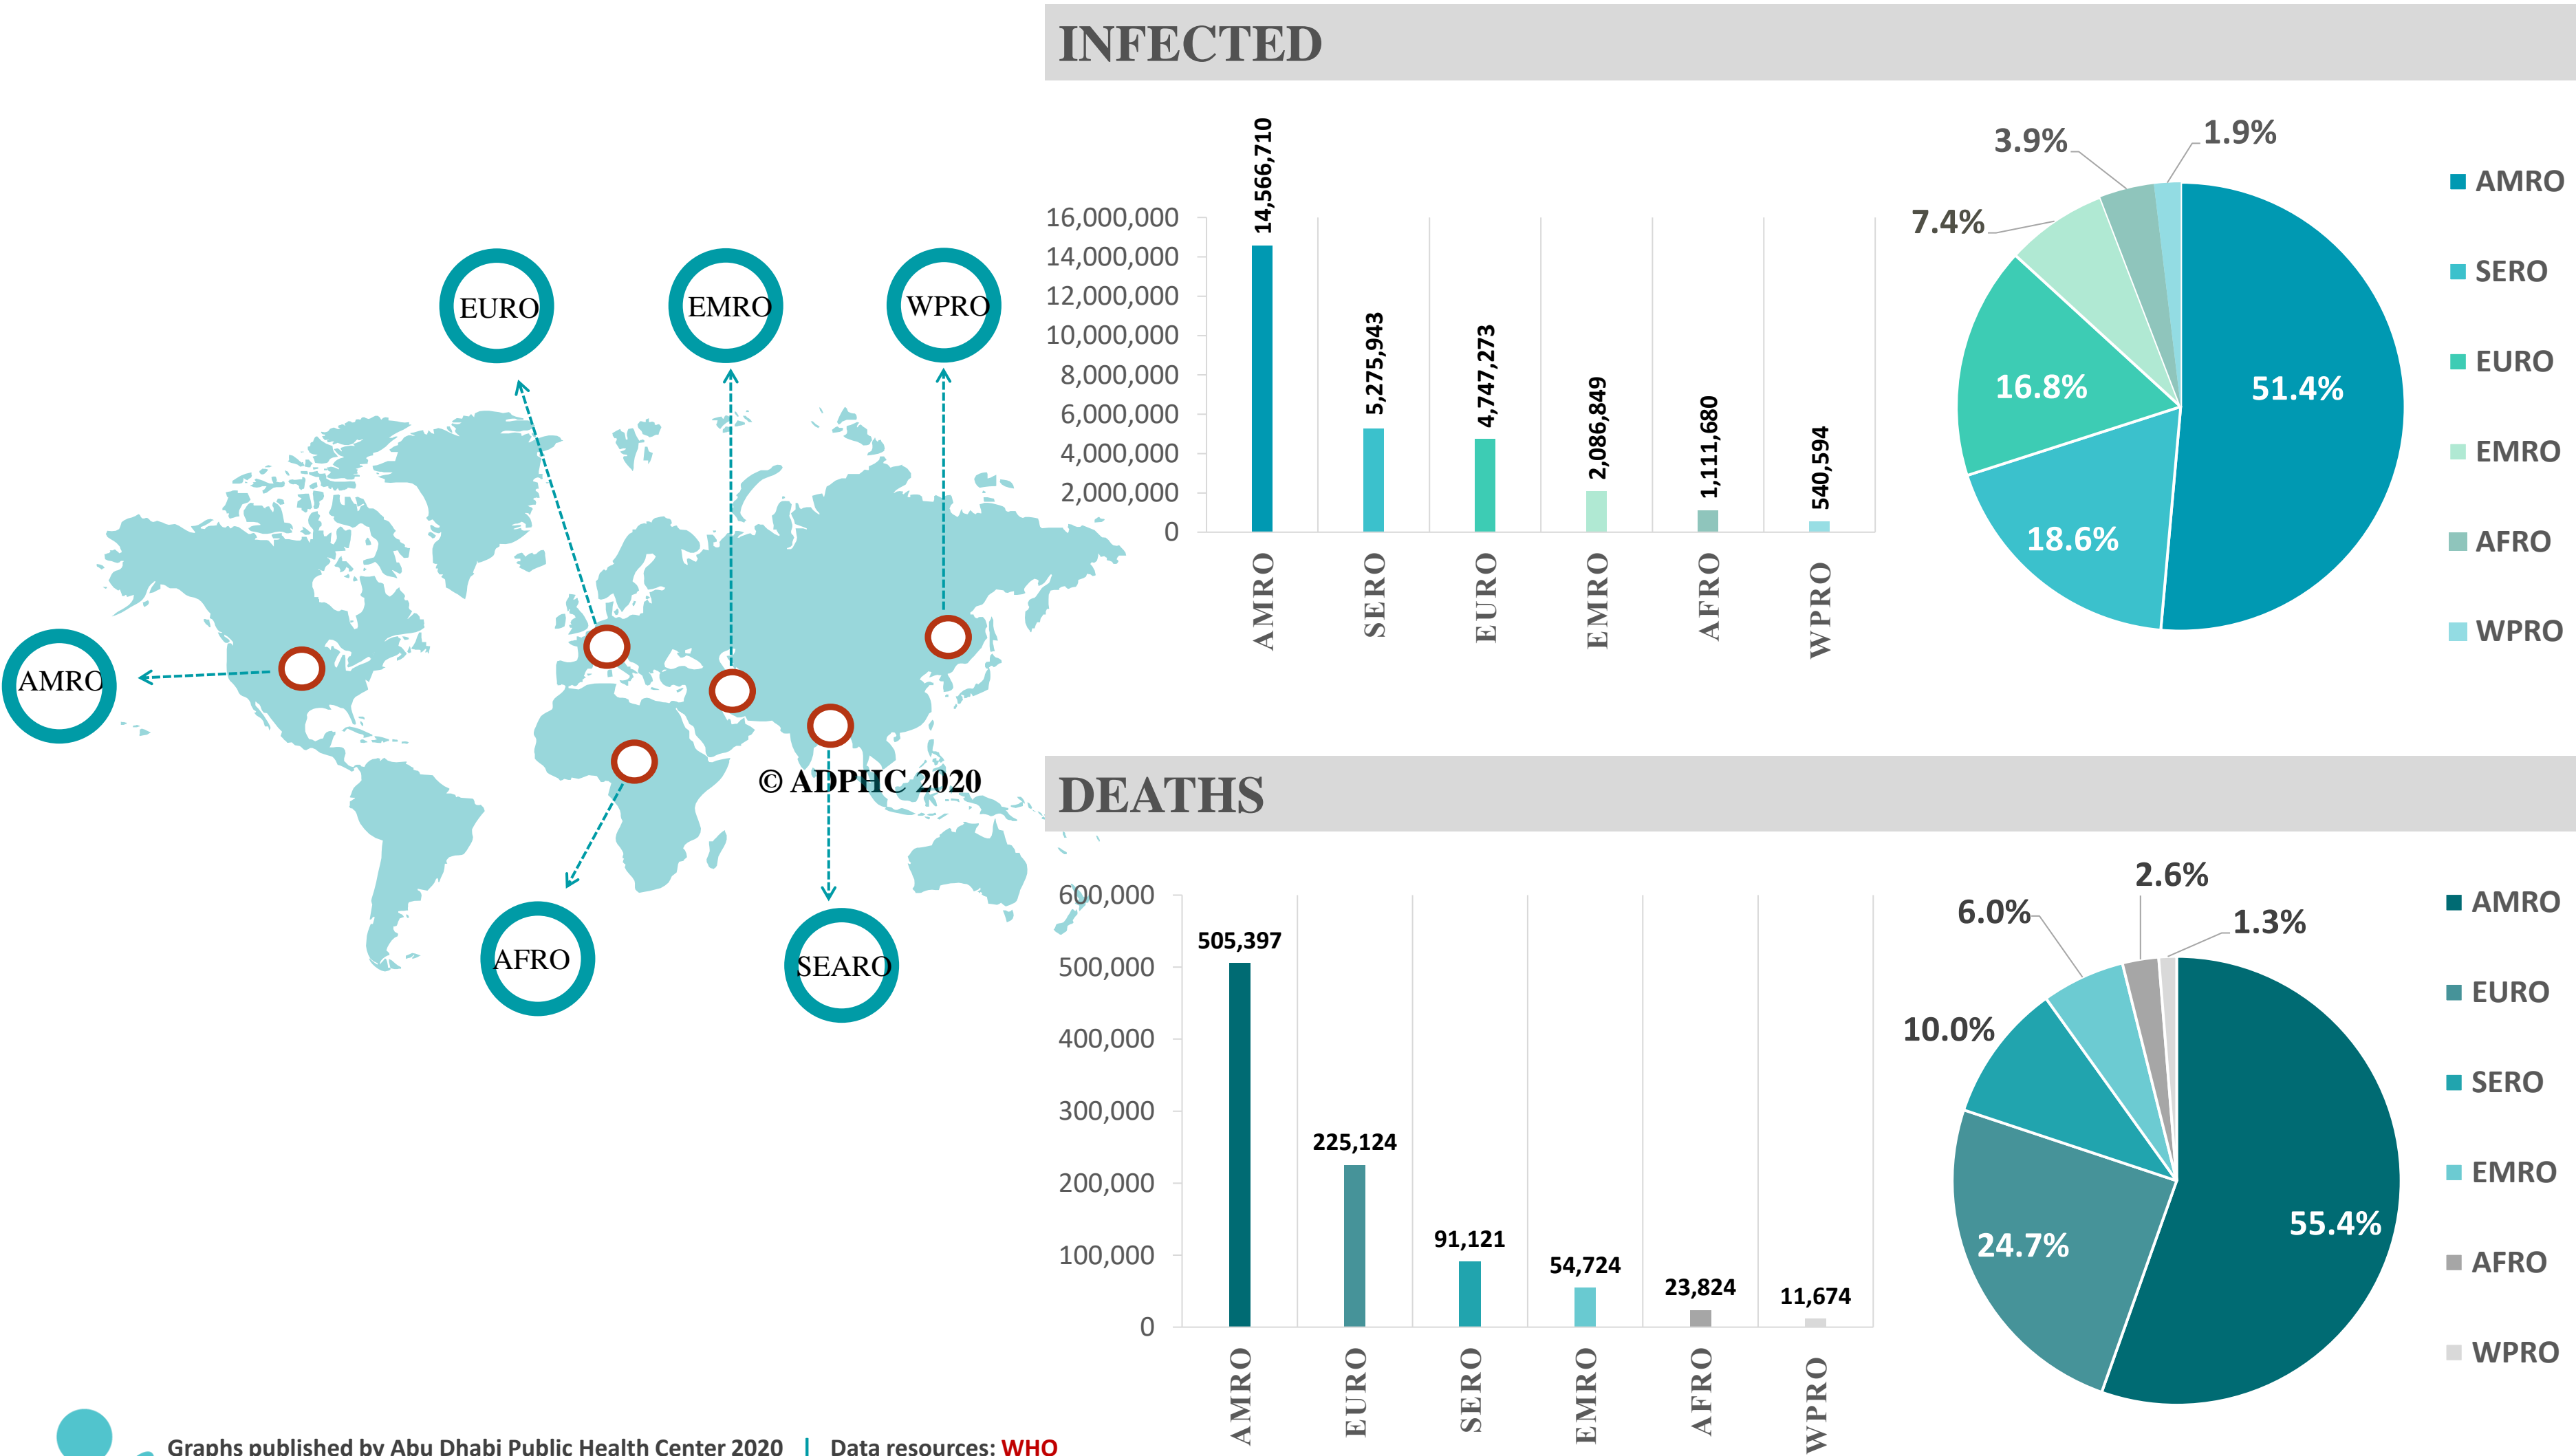 INFECTED
EURO
EMRO
WPRO
AMRO
AFRO
SEARO
© ADPHC 2020
16,000,000
14,000,000
12,000,000
10,000,000
8,000,000
6,000,000
4,000,000
2,000,000
0
14,566,710
5,275,943
4,747,273
2,086,849
1,111,680
540,594
AMRO
SERO
EURO
EMRO
AFRO
WPRO
3.9%
1.9%
7.4%
16.8%
51.4%
18.6%
AMRO
SERO
EURO
EMRO
AFRO
WPRO
DEATHS
600,000
500,000
400,000
300,000
200,000
100,000
0
505,397
225,124
91,121
54,724
23,824
11,674
AMRO
EURO
SERO
EMRO
AFRO
WPRO
2.6%
6.0%
1.3%
10.0%
55.4%
24.7%
AMRO
EURO
SERO
EMRO
AFRO
WPRO
Graphs published by Abu Dhabi Public Health Center 2020 | Data resources: WHO